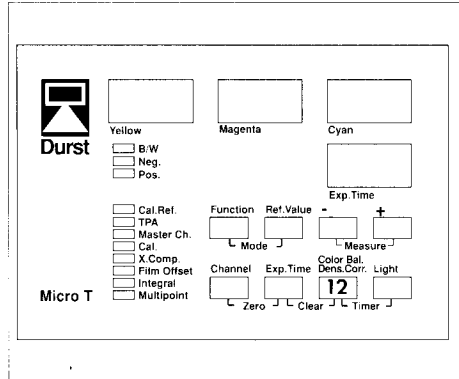 Yellow Magenta Cyan
Durst
B/W
Neg.
Pos.
Exp.Time
Cal.Ref.
TPA
Master Ch.
Cal.
X.Comp.
Film Offset
Integral
Multipoint
Function Ref.Value - +
Mode Measure
Channel Exp.Time Color Bal. Dens.Corr. Light
12
Zero Clear Timer
Micro T